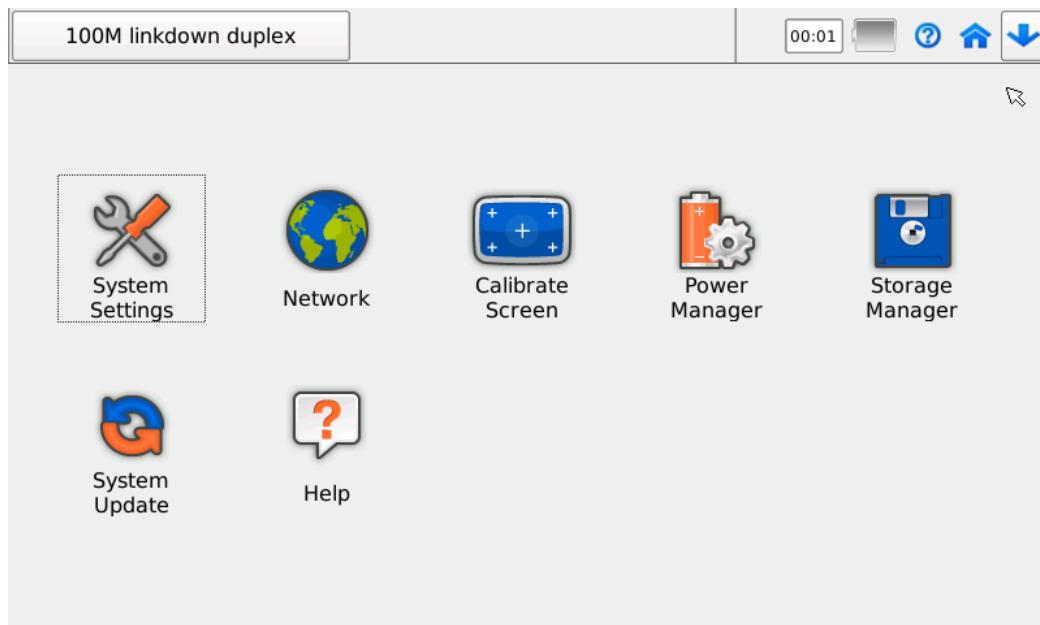 100M linkdown duplex
00:01
?
System
Settings
Network
Calibrate
Screen
Power
Manager
Storage
Manager
?
System
Update
Help